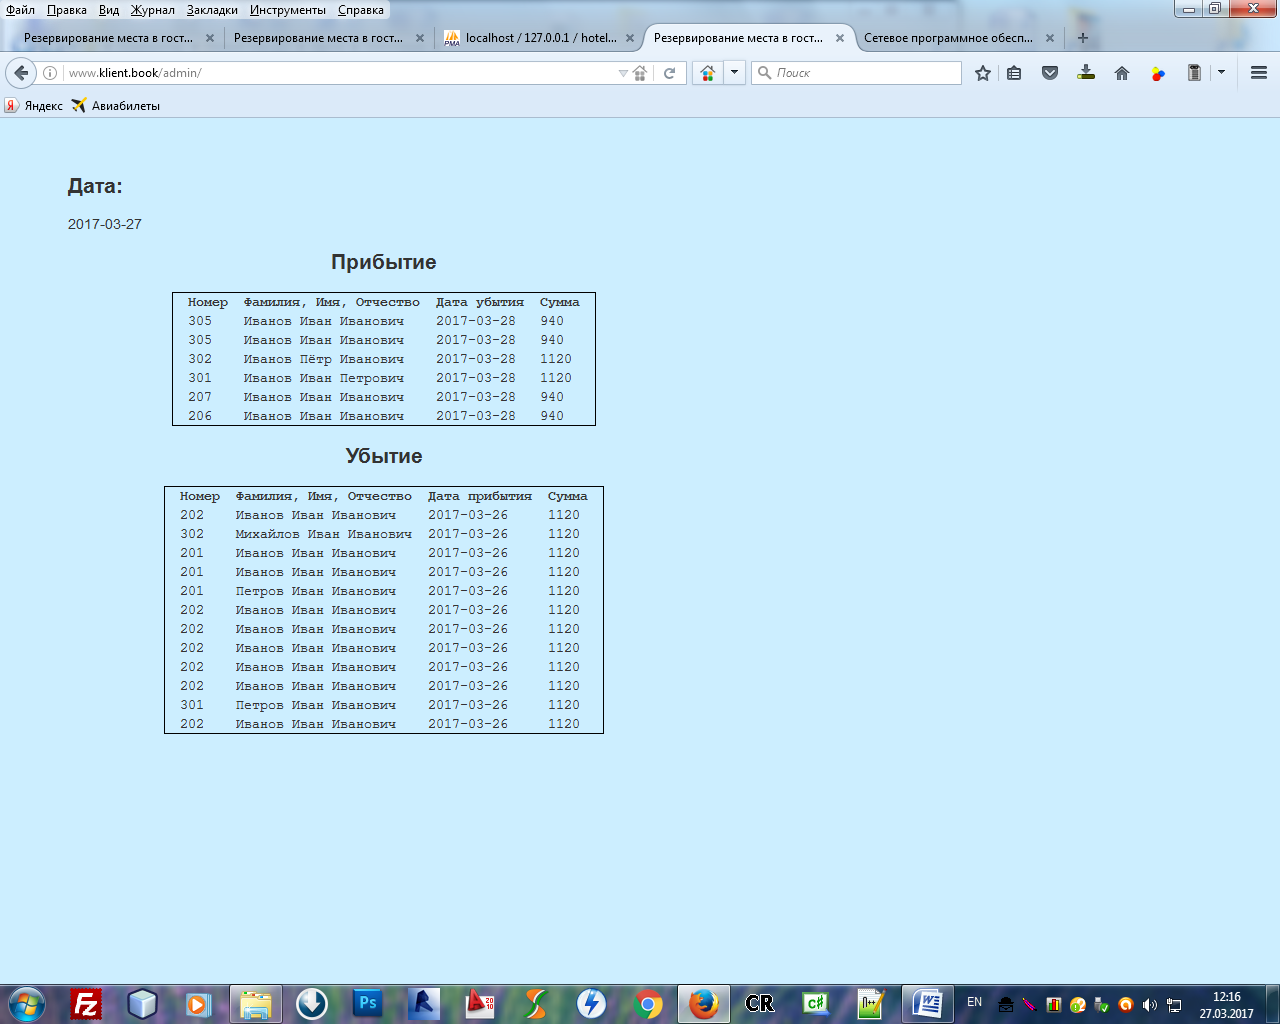 Файл Правка Вид Журнал Закладки Инструменты Справка
Резервирование места в гост... Резервирование места в гост... localhost / 127.0.0.1 / hotel... Резервирование места в гост... Сетевое программное обесп...
www.klient.book/admin/ Поиск
Яндекс Авиабилеты
Дата:
2017-03-27
Прибытие
Номер Фамилия, Имя, Отчество Дата убытия Сумма
305 Иванов Иван Иванович 2017-03-28 940
305 Иванов Иван Иванович 2017-03-28 940
302 Иванов Пётр Иванович 2017-03-28 1120
301 Иванов Иван Петрович 2017-03-28 1120
207 Иванов Иван Иванович 2017-03-28 940
206 Иванов Иван Иванович 2017-03-28 940
Убытие
Номер Фамилия, Имя, Отчество Дата прибытия Сумма
202 Иванов Иван Иванович 2017-03-26 1120
302 Михайлов Иван Иванович 2017-03-26 1120
201 Иванов Иван Иванович 2017-03-26 1120
201 Иванов Иван Иванович 2017-03-26 1120
201 Петров Иван Иванович 2017-03-26 1120
202 Иванов Иван Иванович 2017-03-26 1120
202 Иванов Иван Иванович 2017-03-26 1120
202 Иванов Иван Иванович 2017-03-26 1120
202 Иванов Иван Иванович 2017-03-26 1120
202 Иванов Иван Иванович 2017-03-26 1120
301 Петров Иван Иванович 2017-03-26 1120
202 Иванов Иван Иванович 2017-03-26 1120
EN 12:16
27.03.2017